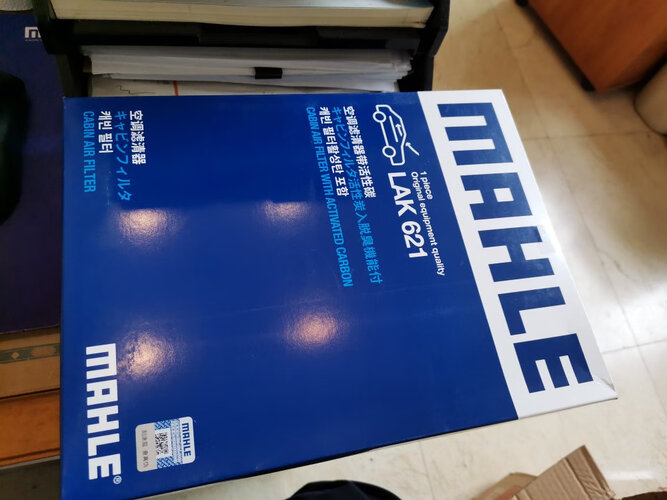 MAHLE
1 piece
Original equipment quality
LAK 621
空调滤清器带活性碳
キャビンフィルタ活性炭入脱臭機能付
캐빈 필터활성탄 포함
CABIN AIR FILTER WITH ACTIVATED CARBON
空调滤清器
キャビンフィルタ
캐빈 필터
CABIN AIR FILTER
MAHLE®
MAHLE